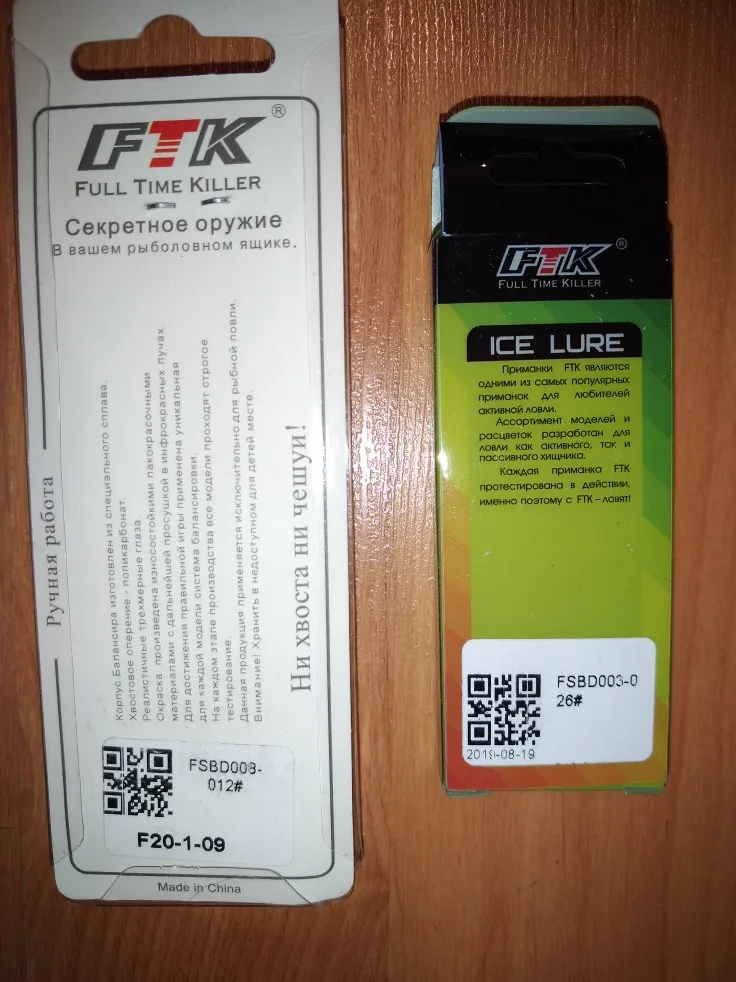 FTK®
FULL TIME KILLER
Секретное оружие
В вашем рыболовном ящике.
Ручная работа
Корпус Балансира изготовлен из специального сплава.
Хвостовое оперение - поликарбонат.
Реалистичные трехмерные глаза.
Окраска произведена износостойкими лакокрасочными
материалами с дальнейшей просушкой в инфрокрасных лучах.
Для достижения правильной игры применена уникальная
для каждой модели система балансировки.
На каждом этапе производства все модели проходят строгое
тестирование.
Данная продукция применяется исключительно для рыбной ловли.
Внимание! Хранить в недоступном для детей месте.
Ни хвоста ни чешуи!
FSBD008-
012#
F20-1-09
Made in China
FTK®
FULL TIME KILLER
ICE LURE
Приманки FTK являются
одними из самых популярных
приманок для любителей
активной ловли.
Ассортимент моделей и
расцветок разработан для
ловли как активного, так и
пассивного хищника.
Каждая приманка FTK
протестирована в действии,
именно поэтому с FTK – ловят!
FSBD003-0
26#
2019-08-19